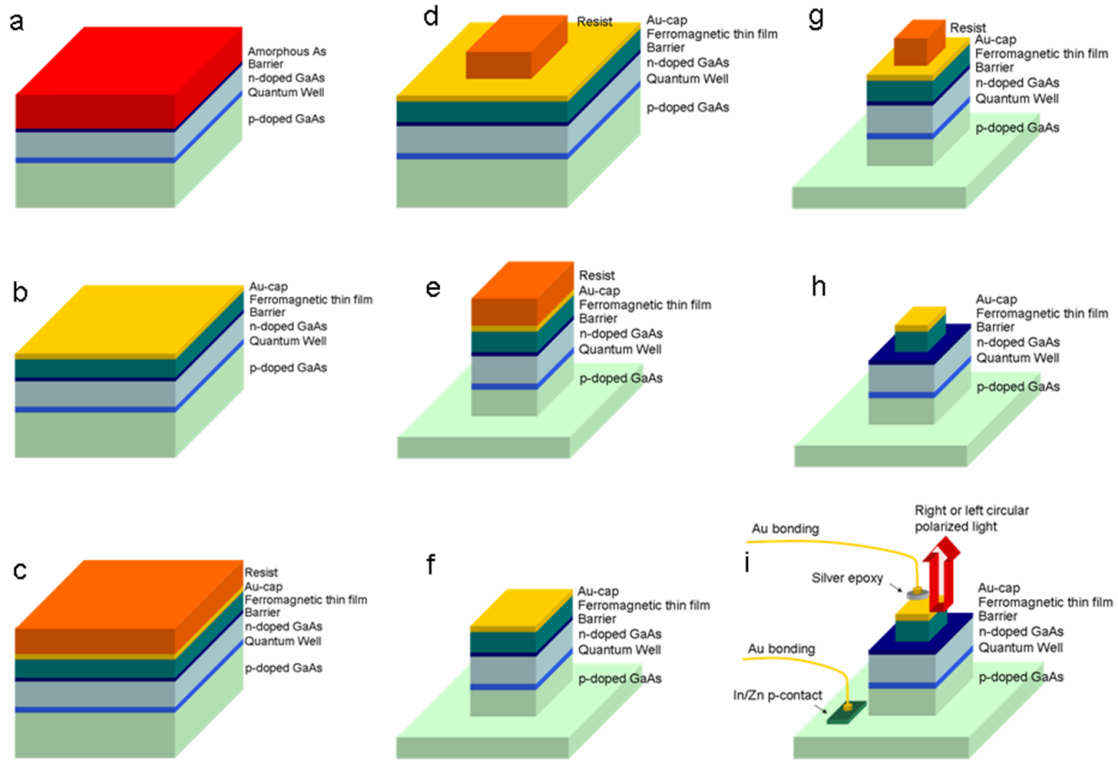 a
Amorphous As
Barrier
n-doped GaAs
Quantum Well
p-doped GaAs
b
Au-cap
Ferromagnetic thin film
Barrier
n-doped GaAs
Quantum Well
p-doped GaAs
c
Resist
Au-cap
Ferromagnetic thin film
Barrier
n-doped GaAs
Quantum Well
p-doped GaAs
d
Resist
Au-cap
Ferromagnetic thin film
Barrier
n-doped GaAs
Quantum Well
p-doped GaAs
e
Resist
Au-cap
Ferromagnetic thin film
Barrier
n-doped GaAs
Quantum Well
p-doped GaAs
f
Au-cap
Ferromagnetic thin film
Barrier
n-doped GaAs
Quantum Well
p-doped GaAs
g
Resist
Au-cap
Ferromagnetic thin film
Barrier
n-doped GaAs
Quantum Well
p-doped GaAs
h
Au-cap
Ferromagnetic thin film
Barrier
n-doped GaAs
Quantum Well
p-doped GaAs
i
Right or left circular
polarized light
Au bonding
Silver epoxy
Au-cap
Ferromagnetic thin film
Barrier
n-doped GaAs
Quantum Well
p-doped GaAs
Au bonding
In/Zn p-contact